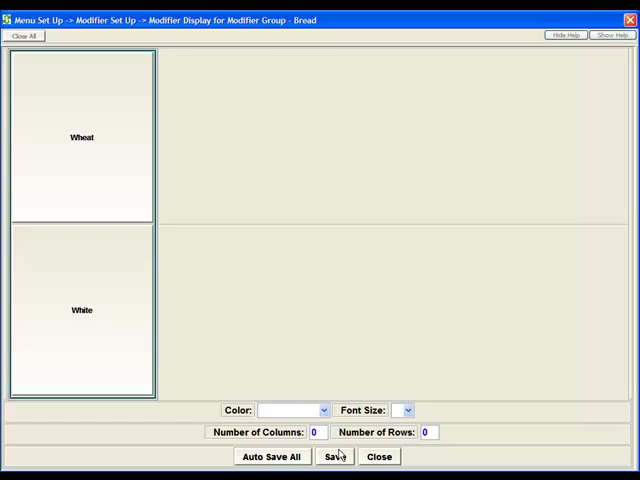 Menu Set Up -> Modifier Set Up -> Modifier Display for Modifier Group - Bread
Close All
Hide Help
Show Help
Wheat
White
Color:
Font Size:
Number of Columns: 0
Number of Rows: 0
Auto Save All
Save
Close